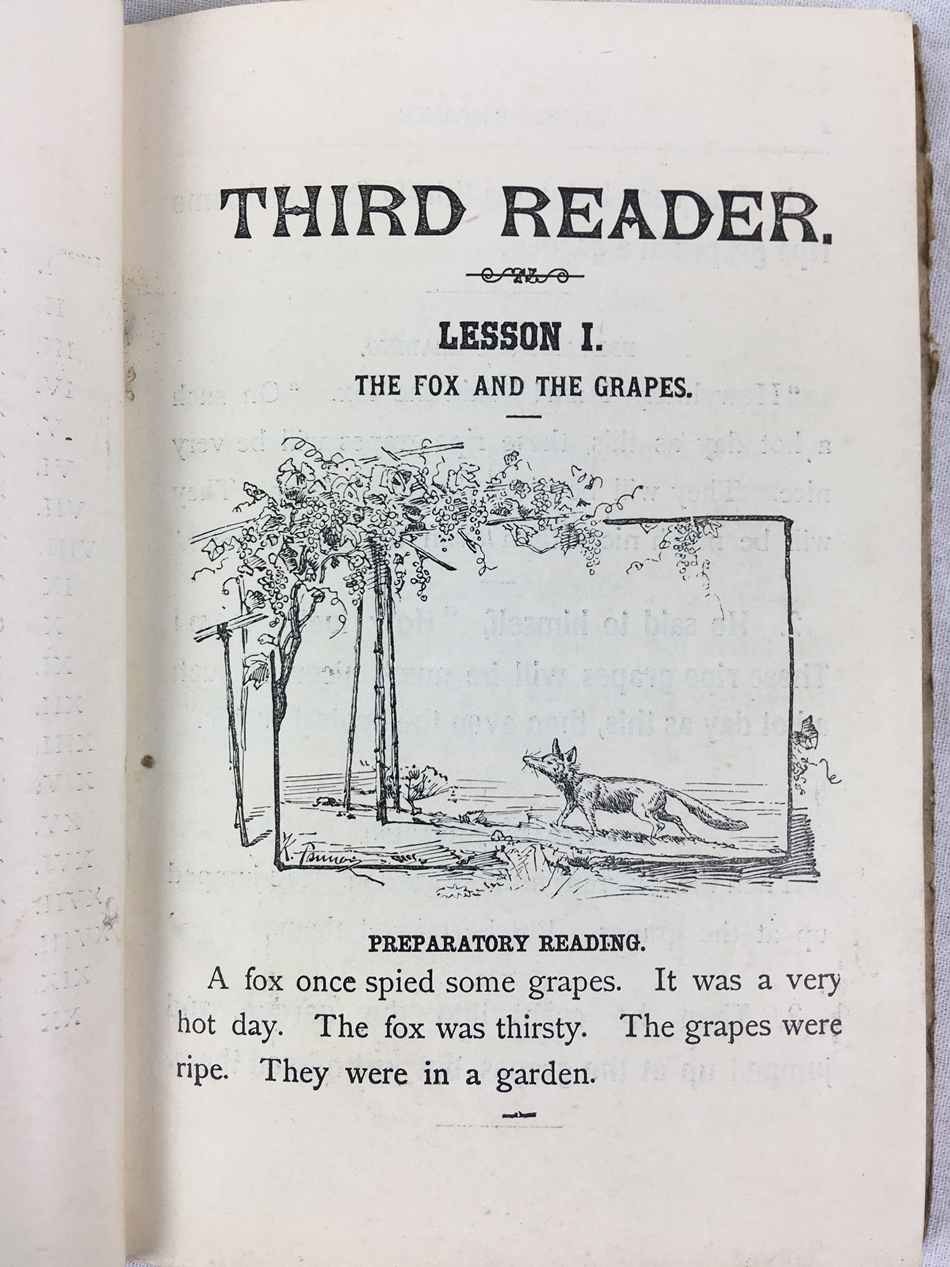 THIRD READER.
LESSON I.
THE FOX AND THE GRAPES.
PREPARATORY READING.
A fox once spied some grapes. It was a very
hot day. The fox was thirsty. The grapes were
ripe. They were in a garden.